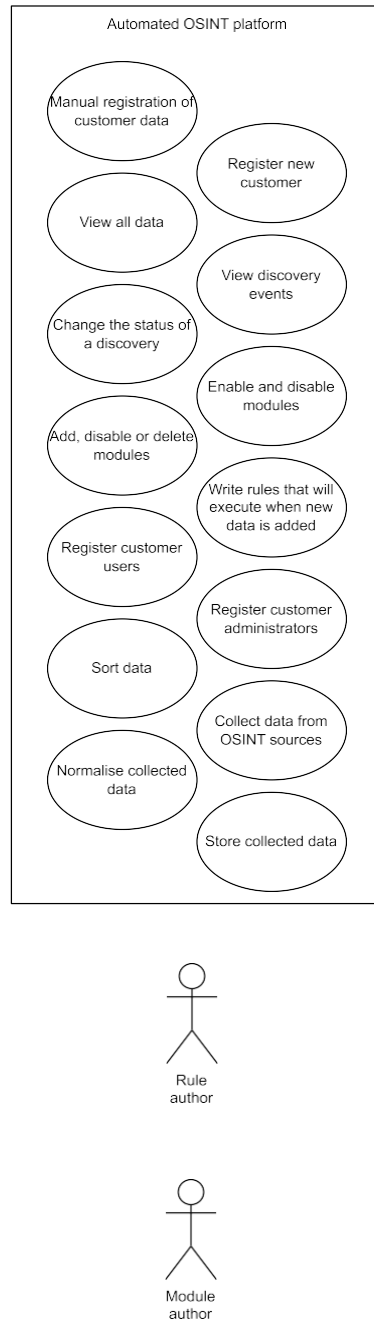 Automated OSINT platform
Manual registration of
customer data
Register new
customer
View all data
View discovery
events
Change the status of
a discovery
Enable and disable
modules
Add, disable or delete
modules
Write rules that will
execute when new
data is added
Register customer
users
Register customer
administrators
Sort data
Collect data from
OSINT sources
Normalise collected
data
Store collected data
Rule
author
Module
author